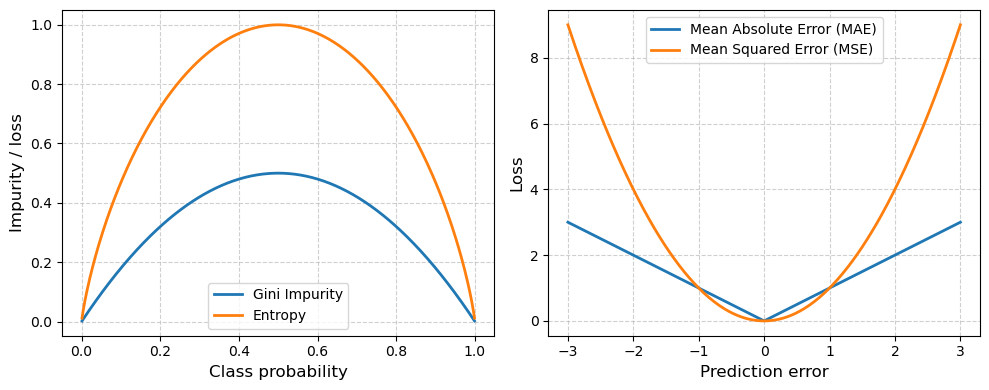 1.0
0.8
0.6
0.4
0.2
0.0
Impurity / loss
Gini Impurity
Entropy
0.0 0.2 0.4 0.6 0.8 1.0
Class probability
8
6
4
2
0
Loss
Mean Absolute Error (MAE)
Mean Squared Error (MSE)
−3 −2 −1 0 1 2 3
Prediction error